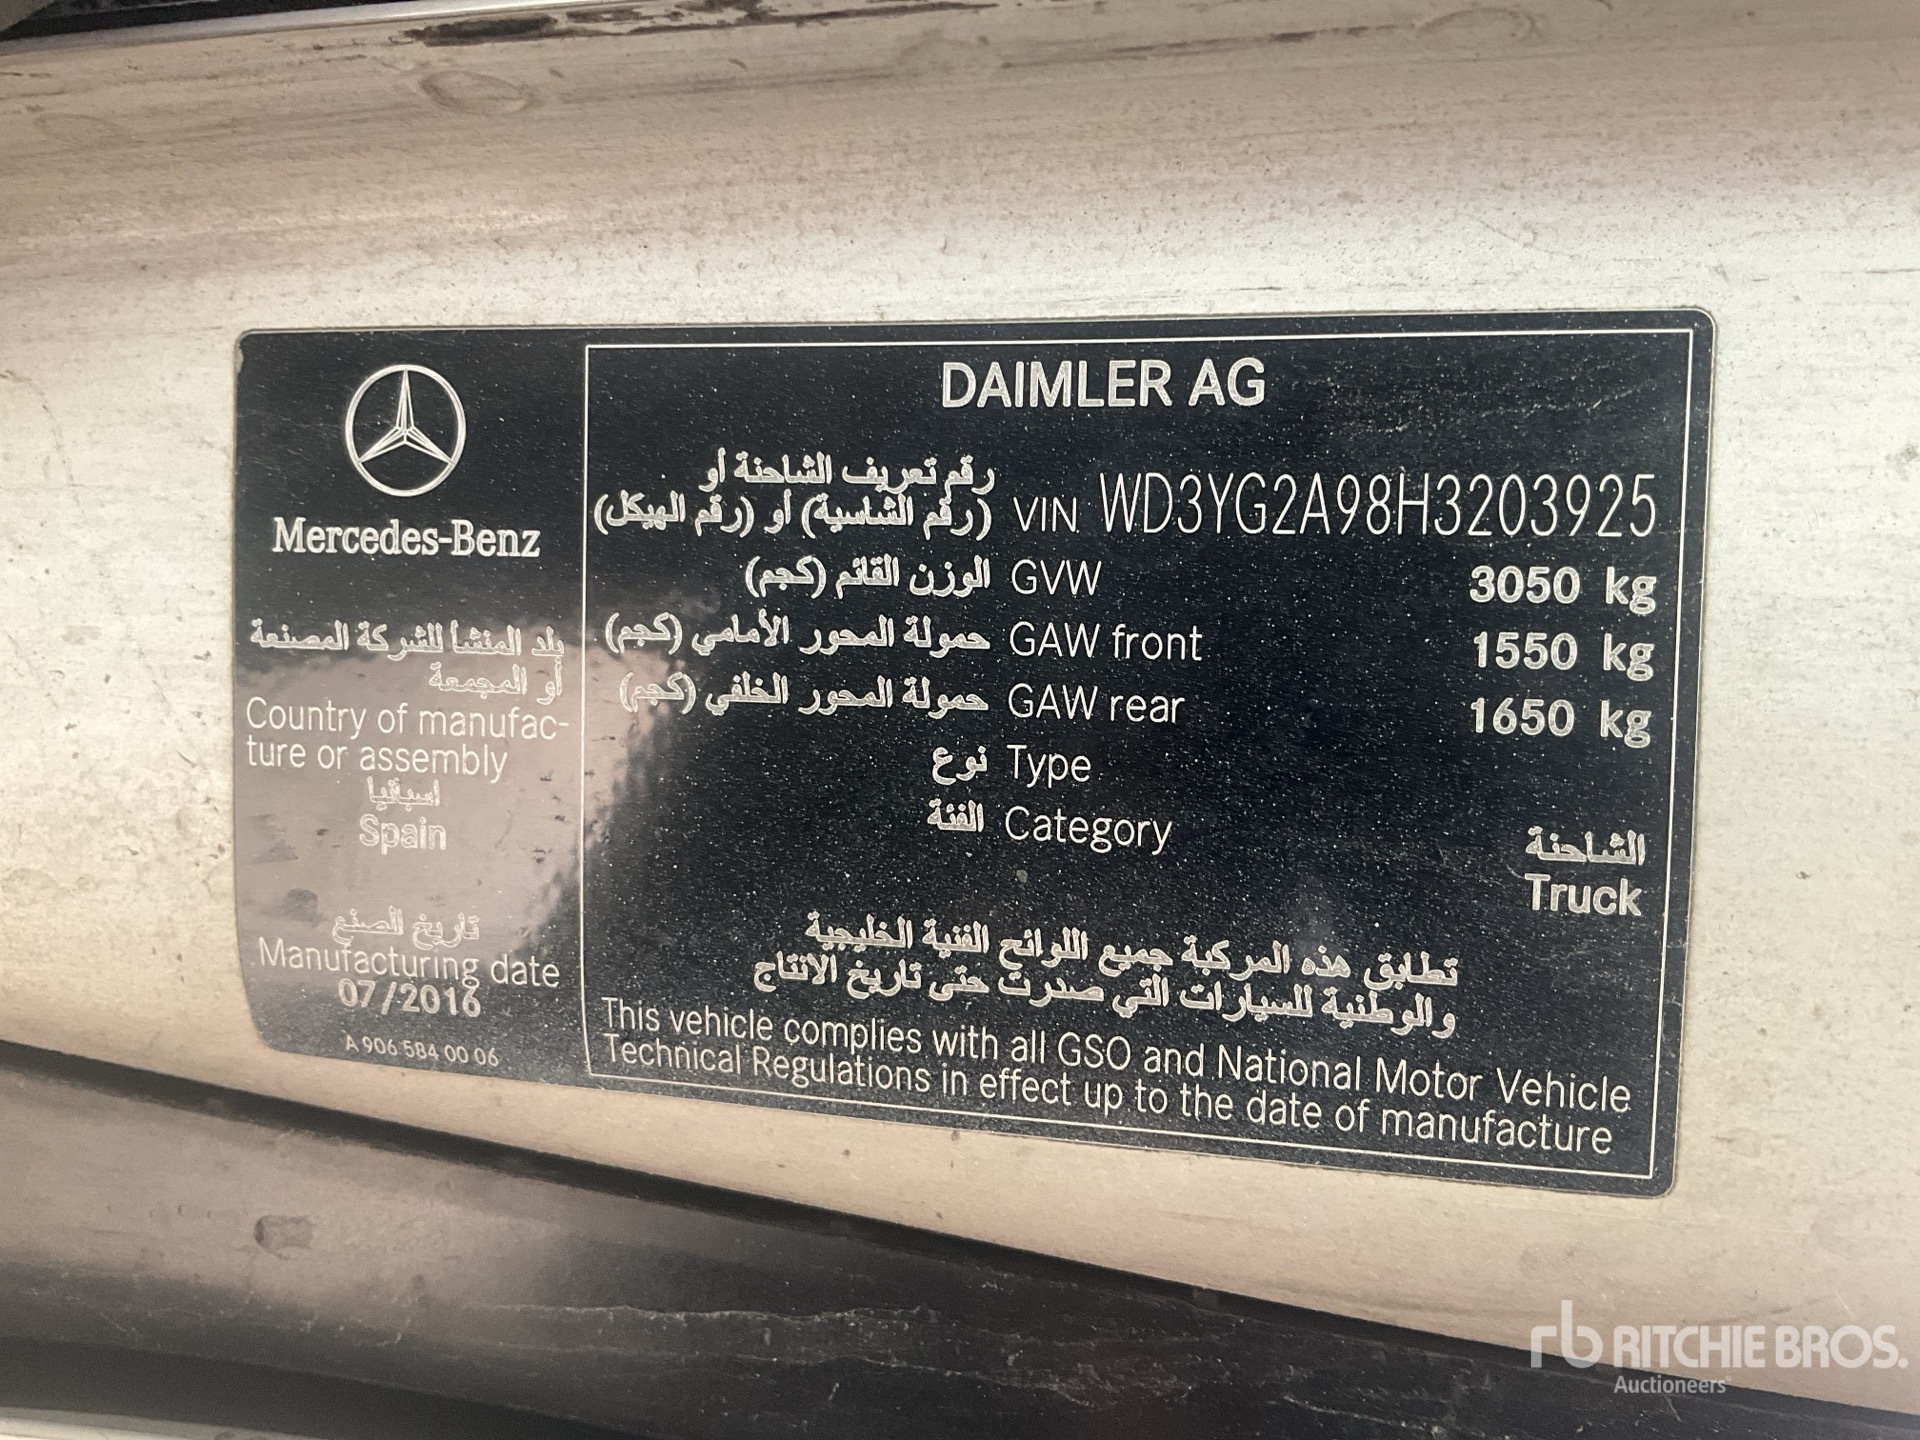 Mercedes-Benz
بلد المنشأ للشركة المصنعة
أو المجمعة
Country of manufac-
ture or assembly
اسبانيا
Spain
تاريخ الصنع
Manufacturing date
07/2016
A 906 584 00 06
DAIMLER AG
رقم تعريف الشاحنة أو
(رقم الشاسية) أو (رقم الهيكل) VIN WD3YG2A98H3203925
الوزن القائم (كجم) GVW 3050 kg
حمولة المحور الأمامي (كجم) GAW front 1550 kg
حمولة المحور الخلفي (كجم) GAW rear 1650 kg
نوع Type
الفئة Category
الشاحنة
Truck
تطابق هذه المركبة جميع اللوائح الفنية الخليجية
والوطنية للسيارات التي صدرت حتى تاريخ الانتاج
This vehicle complies with all GSO and National Motor Vehicle
Technical Regulations in effect up to the date of manufacture
rb RITCHIE BROS.
Auctioneers